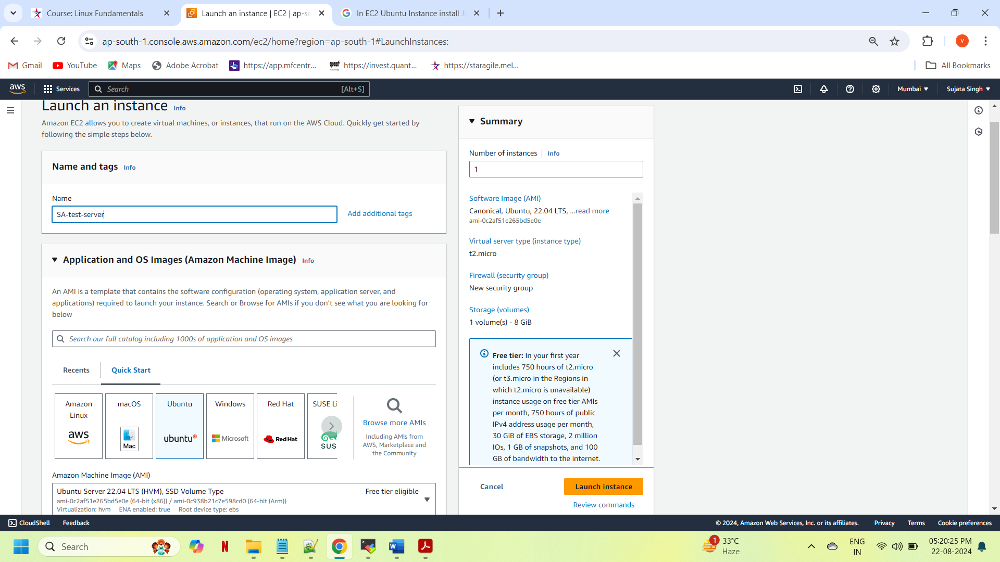 Course: Linux Fundamentals
Launch an instance | EC2 | ap-so
In EC2 Ubuntu Instance install J
ap-south-1.console.aws.amazon.com/ec2/home?region=ap-south-1#LaunchInstances:
V
Gmail
YouTube
Maps
Adobe Acrobat
https://app.mfcentr...
quant
https://invest.quant...
https://staragile.mel...
All Bookmarks
aws
Services
Search
[Alt+S]
Mumbai
Sujata Singh
Launch an instance Info
Amazon EC2 allows you to create virtual machines, or instances, that run on the AWS Cloud. Quickly get started by
following the simple steps below.
Name and tags Info
Name
SA-test-server
Add additional tags
Application and OS Images (Amazon Machine Image) Info
An AMI is a template that contains the software configuration (operating system, application server, and
applications) required to launch your instance. Search or Browse for AMIs if you don't see what you are looking for
below
Search our full catalog including 1000s of application and OS images
Recents
Quick Start
Amazon
Linux
aws
macOS
Mac
Ubuntu
ubuntu
Windows
Microsoft
Red Hat
Red Hat
SUSE Li
SUS
Browse more AMIs
Including AMIs from
AWS, Marketplace and
the Community
Amazon Machine Image (AMI)
Ubuntu Server 22.04 LTS (HVM), SSD Volume Type
Free tier eligible
ami-0c2af51e265bd5e0e (64-bit (x86)) / ami-0c938b21c7e598cd0 (64-bit (Arm))
Virtualization: hvm ENA enabled: true Root device type: ebs
Summary
Number of instances Info
1
Software Image (AMI)
Canonical, Ubuntu, 22.04 LTS, ...read more
ami-0c2af51e265bd5e0e
Virtual server type (instance type)
t2.micro
Firewall (security group)
New security group
Storage (volumes)
1 volume(s) - 8 GiB
Free tier: In your first year
includes 750 hours of t2.micro
(or t3.micro in the Regions in
which t2.micro is unavailable)
instance usage on free tier AMIs
per month, 750 hours of public
IPv4 address usage per month,
30 GiB of EBS storage, 2 million
IOs, 1 GB of snapshots, and 100
GB of bandwidth to the internet.
Cancel
Launch instance
Review commands
CloudShell
Feedback
© 2024, Amazon Web Services, Inc. or its affiliates.
Privacy
Terms
Cookie preferences
Search
N
W
1
33°C
Haze
ENG
IN
05:20:25 PM
22-08-2024